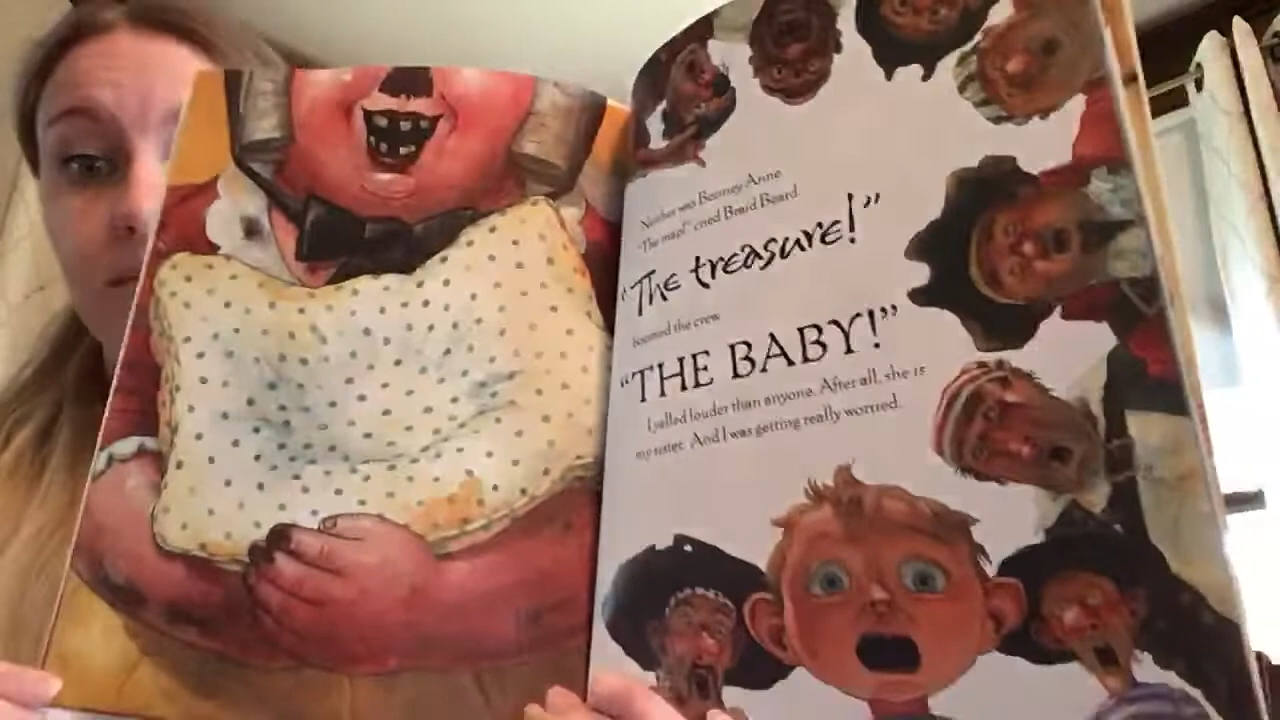 Neither was Bonney Anne.
"The map!" cried Braid Beard.
"The treasure!"
boomed the crew.
"THE BABY!"
I yelled louder than anyone. After all, she is
my sister. And I was getting really worried.